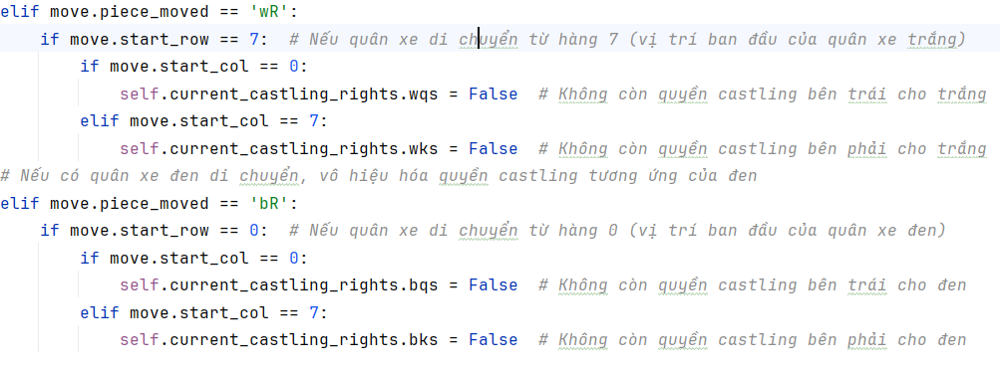 elif move.piece_moved == 'wR':
    if move.start_row == 7:  # Nếu quân xe di chuyển từ hàng 7 (vị trí ban đầu của quân xe trắng)
        if move.start_col == 0:
            self.current_castling_rights.wqs = False  # Không còn quyền castling bên trái cho trắng
        elif move.start_col == 7:
            self.current_castling_rights.wks = False  # Không còn quyền castling bên phải cho trắng
# Nếu có quân xe đen di chuyển, vô hiệu hóa quyền castling tương ứng của đen
elif move.piece_moved == 'bR':
    if move.start_row == 0:  # Nếu quân xe di chuyển từ hàng 0 (vị trí ban đầu của quân xe đen)
        if move.start_col == 0:
            self.current_castling_rights.bqs = False  # Không còn quyền castling bên trái cho đen
        elif move.start_col == 7:
            self.current_castling_rights.bks = False  # Không còn quyền castling bên phải cho đen